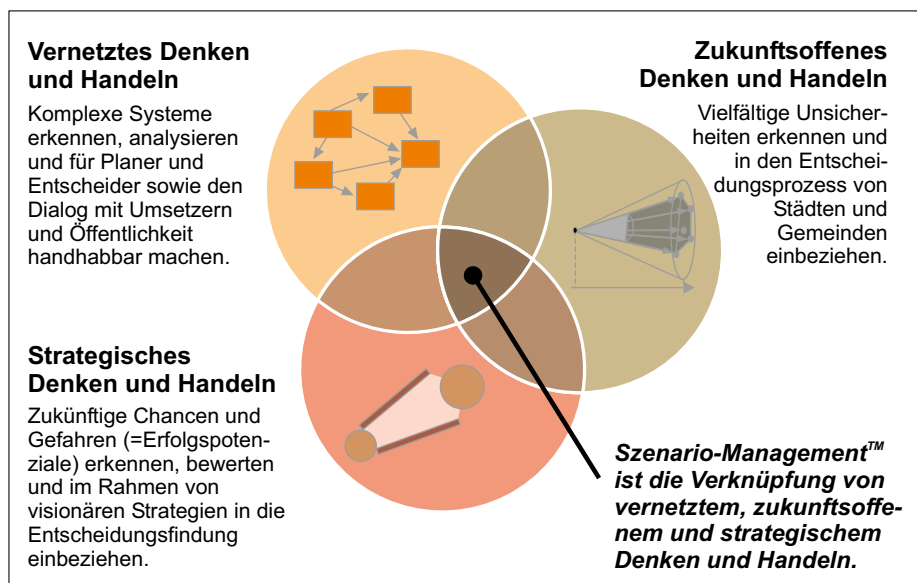 Vernetztes Denken
und Handeln
Komplexe Systeme
erkennen, analysieren
und für Planer und
Entscheider sowie den
Dialog mit Umsetzern
und Öffentlichkeit
handhabbar machen.
Zukunftsoffenes
Denken und Handeln
Vielfältige Unsicher-
heiten erkennen und
in den Entschei-
dungsprozess von
Städten und
Gemeinden
einbeziehen.
Strategisches
Denken und Handeln
Zukünftige Chancen und
Gefahren (=Erfolgspoten-
ziale) erkennen, bewerten
und im Rahmen von
visionären Strategien in die
Entscheidungsfindung
einbeziehen.
Szenario-Management™
ist die Verknüpfung von
vernetztem, zukunftsoffe-
nem und strategischem
Denken und Handeln.